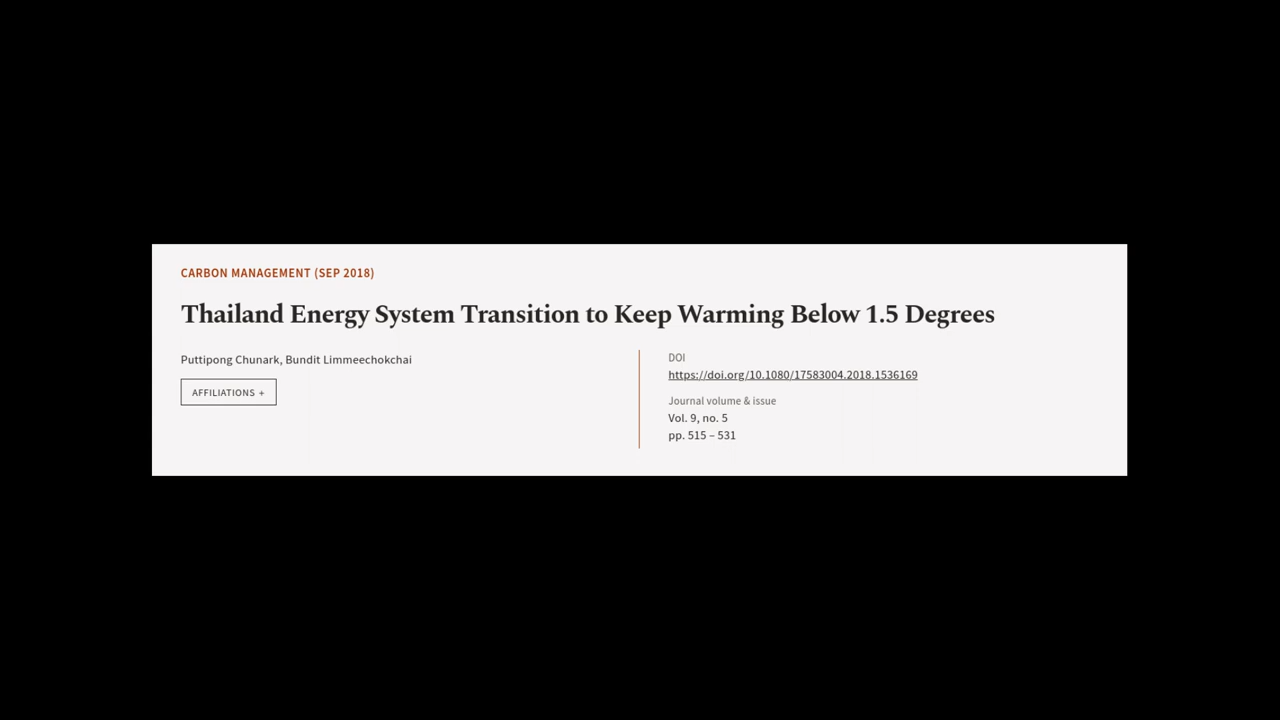 CARBON MANAGEMENT (SEP 2018)
Thailand Energy System Transition to Keep Warming Below 1.5 Degrees
Puttipong Chunark, Bundit Limmeechokchai
AFFILIATIONS +
DOI
https://doi.org/10.1080/17583004.2018.1536169
Journal volume & issue
Vol. 9, no. 5
pp. 515 – 531